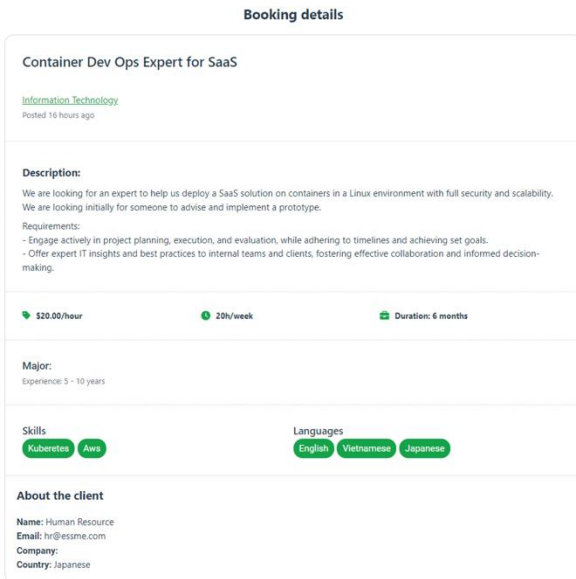 Booking details
Container Dev Ops Expert for SaaS
Information Technology
Posted 16 hours ago
Description:
We are looking for an expert to help us deploy a SaaS solution on containers in a Linux environment with full security and scalability.
We are looking initially for someone to advise and implement a prototype.
Requirements:
- Engage actively in project planning, execution, and evaluation, while adhering to timelines and achieving set goals.
- Offer expert IT insights and best practices to internal teams and clients, fostering effective collaboration and informed decision-
making.
$20.00/hour 20h/week Duration: 6 months
Major:
Experience: 5 - 10 years
Skills Languages
Kuberetes Aws English Vietnamese Japanese
About the client
Name: Human Resource
Email: hr@essme.com
Company:
Country: Japanese